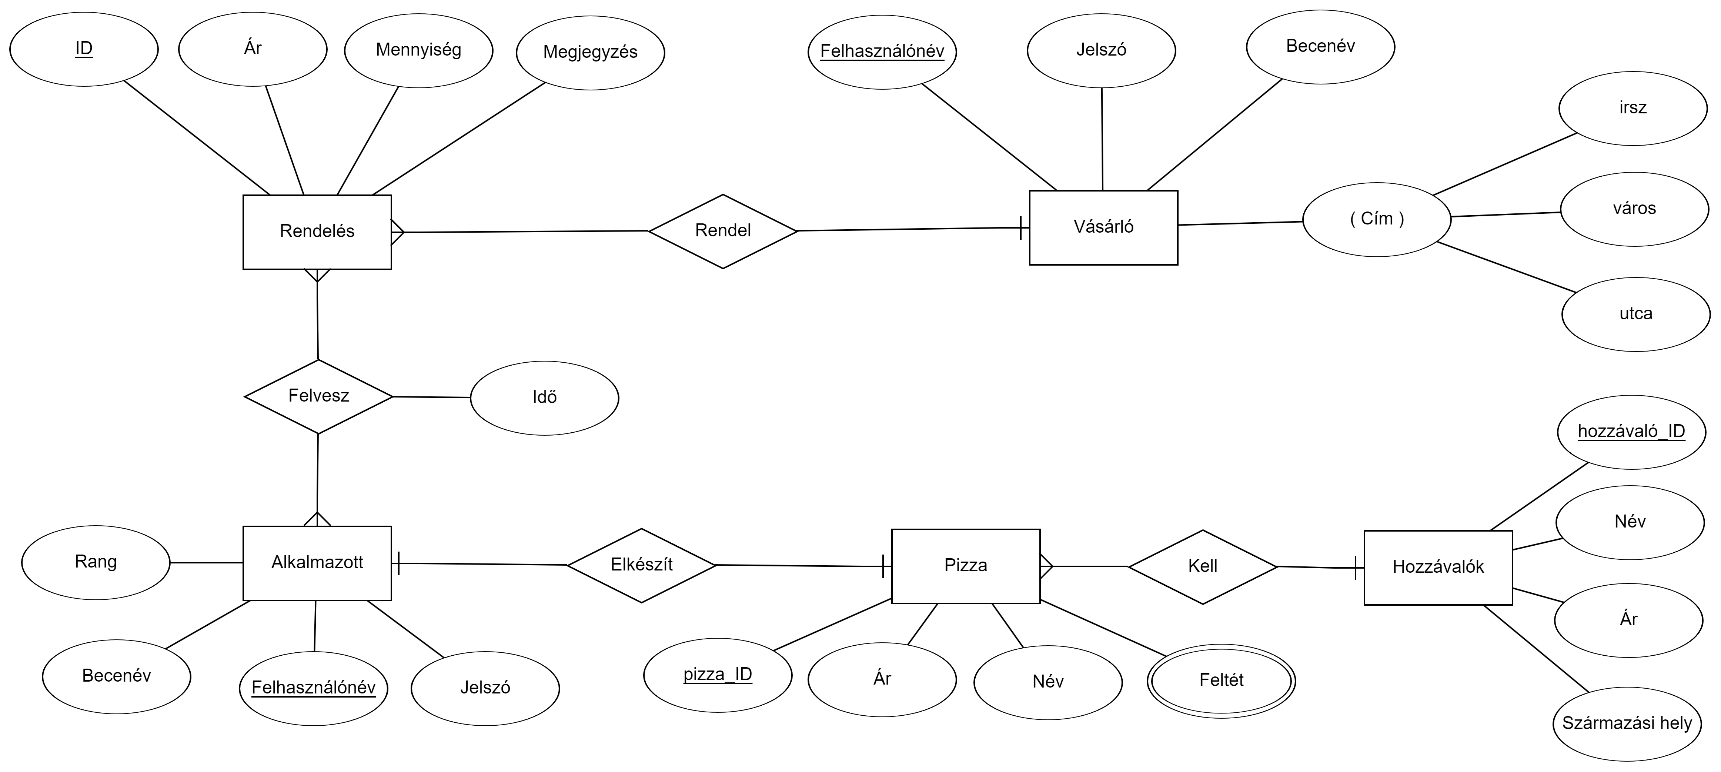 ID
Ár
Mennyiség
Megjegyzés
Felhasználónév
Jelszó
Becenév
irsz
város
utca
( Cím )
Rendelés
Rendel
Vásárló
Felvesz
Idő
hozzávaló_ID
Név
Ár
Származási hely
Rang
Alkalmazott
Elkészít
Pizza
Kell
Hozzávalók
Becenév
Felhasználónév
Jelszó
pizza_ID
Ár
Név
Feltét